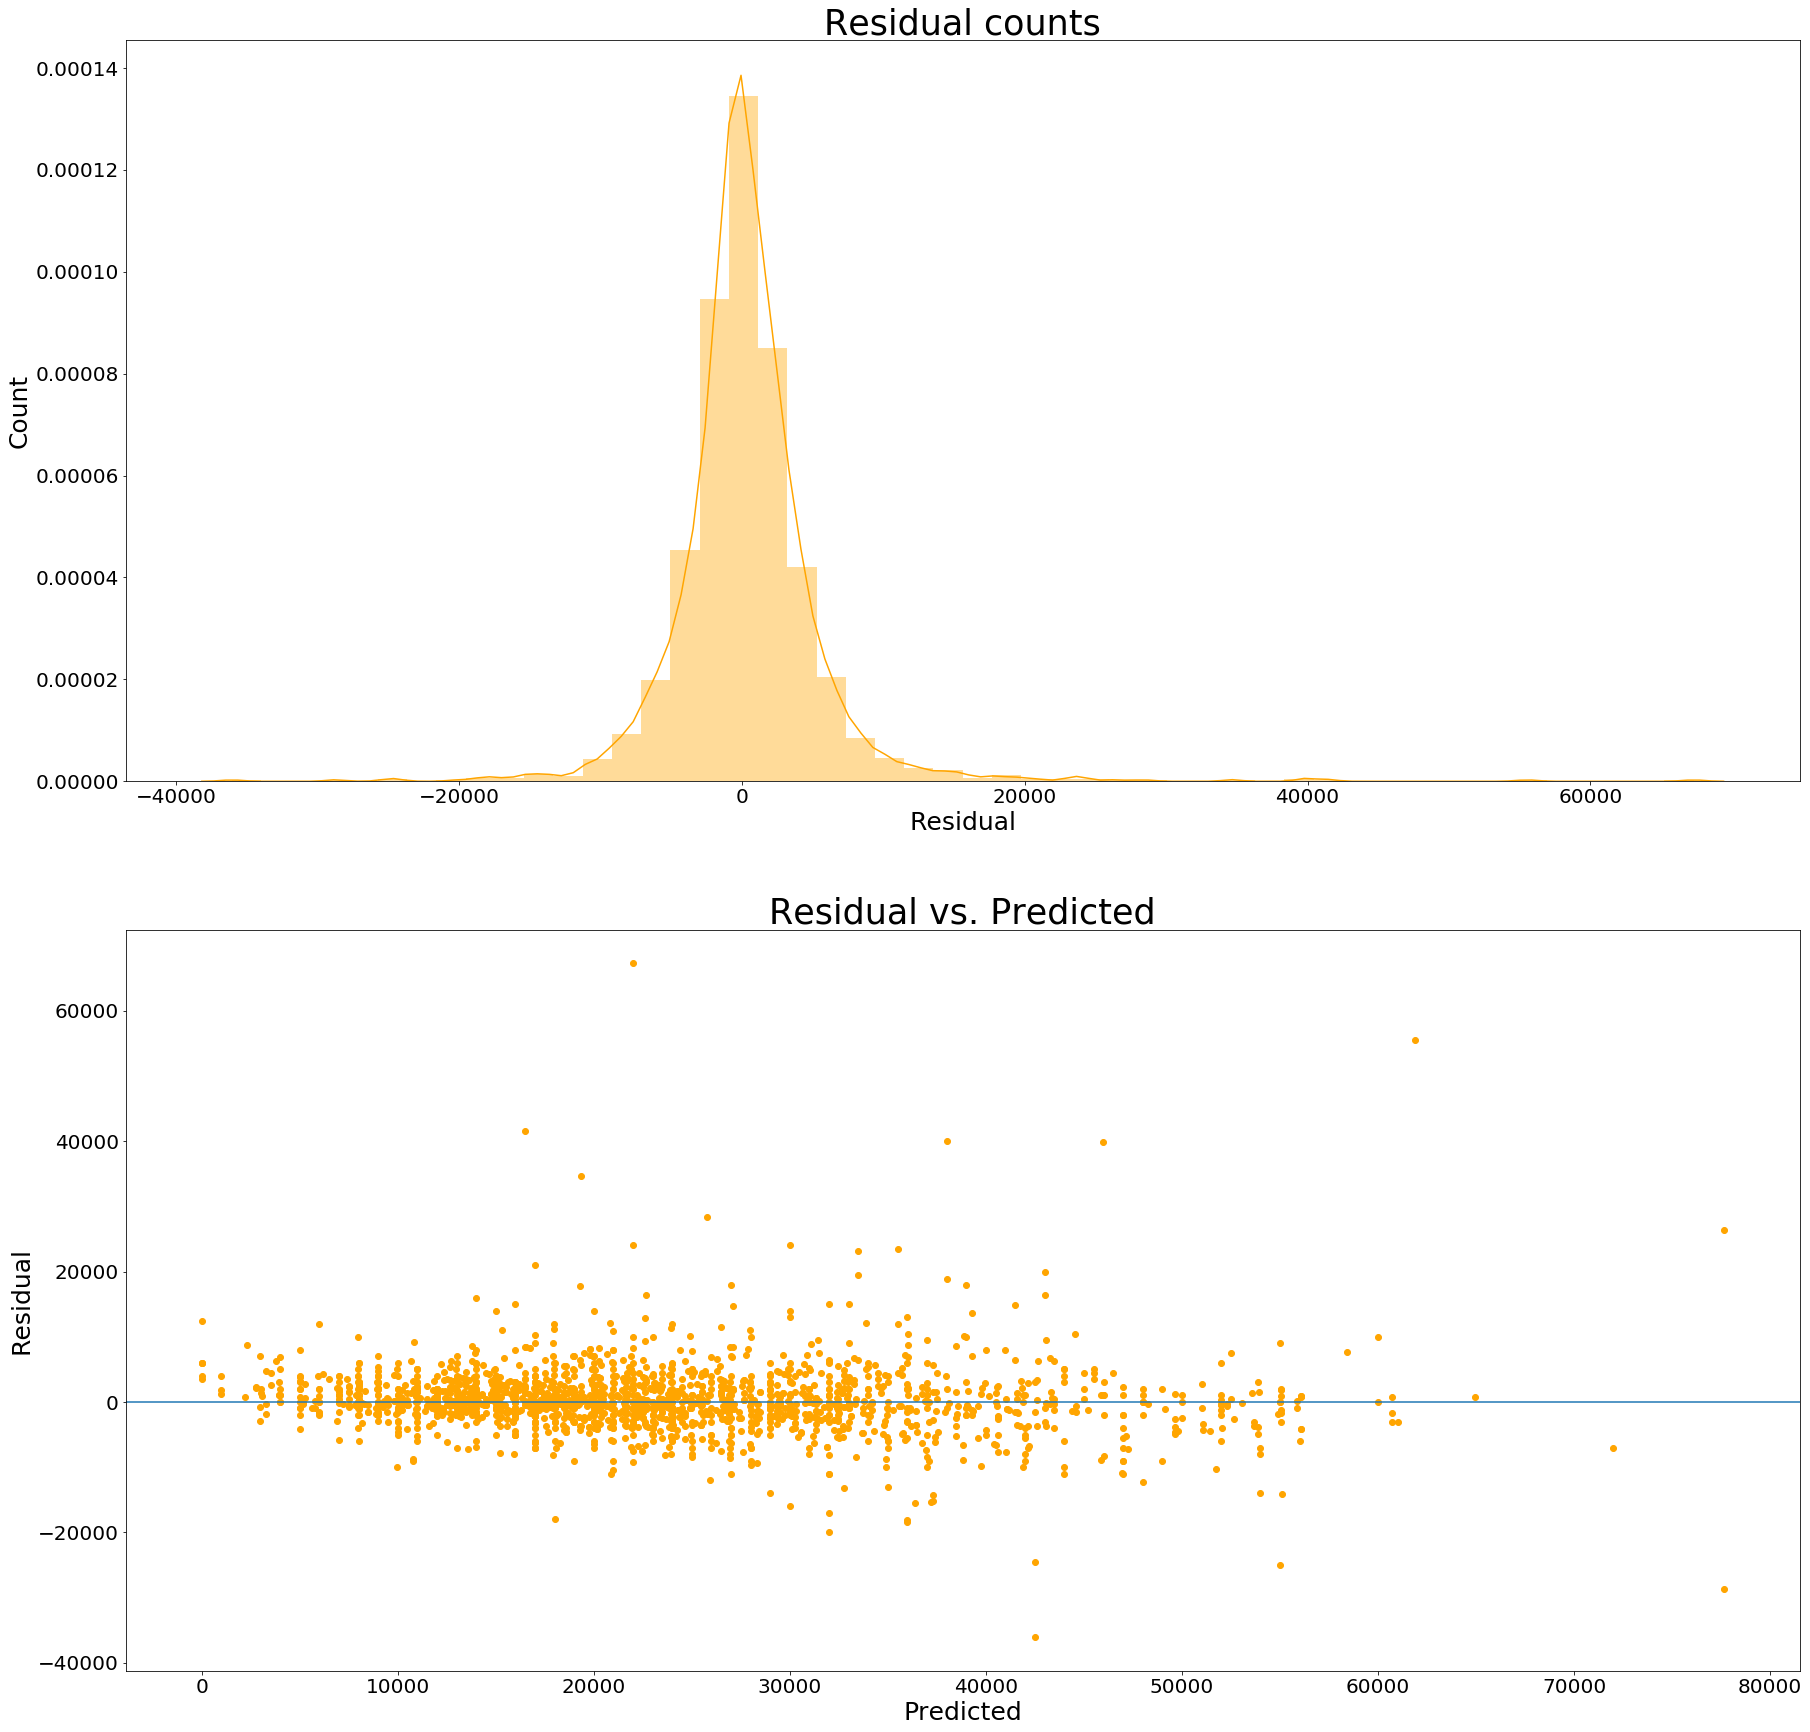 Residual counts
0.00014
0.00012
0.00010
0.00008
0.00006
0.00004
0.00002
0.00000
Count
−40000 −20000 0 20000 40000 60000
Residual
Residual vs. Predicted
60000
40000
20000
0
−20000
−40000
Residual
0 10000 20000 30000 40000 50000 60000 70000 80000
Predicted